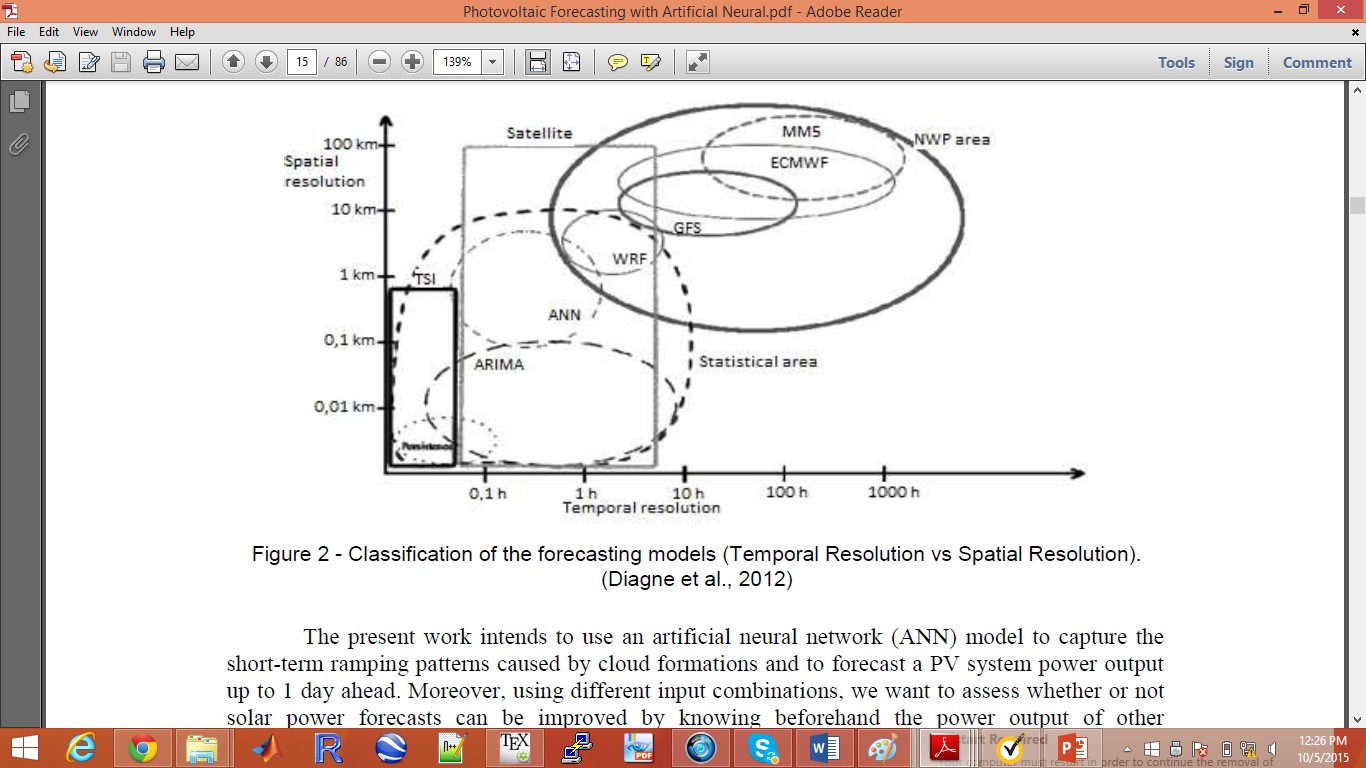 Photovoltaic Forecasting with Artificial Neural.pdf - Adobe Reader
File Edit View Window Help
15 / 86 139% Tools Sign Comment
Satellite
MM5
NWP area
100 km
Spatial
resolution
ECMWF
10 km
GFS
WRF
1 km
TSI
ANN
0,1 km
ARIMA
Statistical area
0,01 km
Persistence
0,1 h 1 h 10 h 100 h 1000 h
Temporal resolution
Figure 2 - Classification of the forecasting models (Temporal Resolution vs Spatial Resolution).
(Diagne et al., 2012)
The present work intends to use an artificial neural network (ANN) model to capture the
short-term ramping patterns caused by cloud formations and to forecast a PV system power output
up to 1 day ahead. Moreover, using different input combinations, we want to assess whether or not
solar power forecasts can be improved by knowing beforehand the power output of other
Required
computer must restart in order to continue the removal of
12:26 PM
10/5/2015